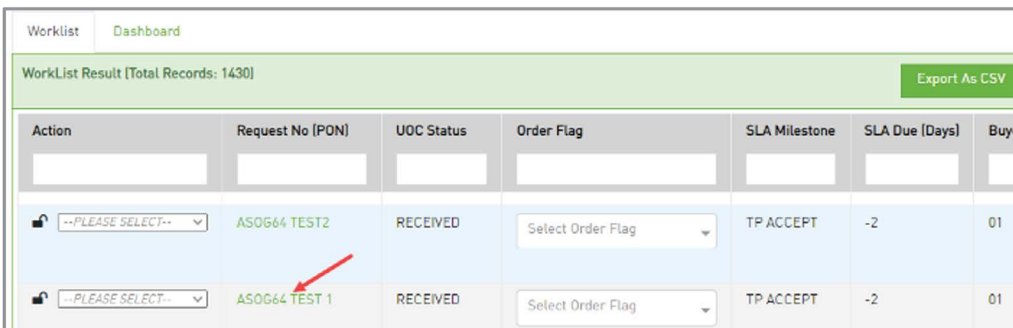 Worklist Dashboard
WorkList Result (Total Records: 1430) Export As CSV
Action Request No (PON) UOC Status Order Flag SLA Milestone SLA Due (Days)
--PLEASE SELECT-- ASOG64 TEST2 RECEIVED Select Order Flag TP ACCEPT -2 01
--PLEASE SELECT-- ASOG64 TEST 1 RECEIVED Select Order Flag TP ACCEPT -2 01